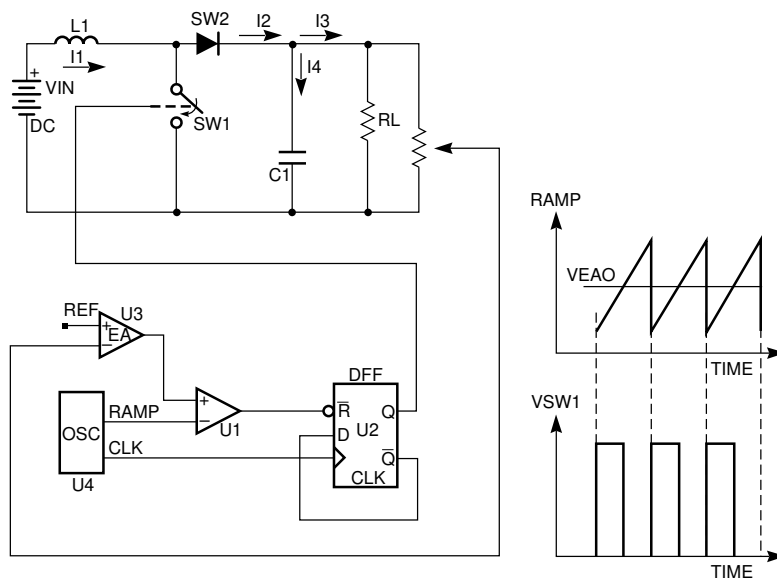 L1
SW2
I2
I3
I1
I4
+
VIN
DC
SW1
RL
C1
RAMP
VEAO
TIME
REF
U3
+
EA
−
DFF
+
−
U1
R
Q
D
U2
Q
CLK
OSC
RAMP
CLK
U4
VSW1
TIME